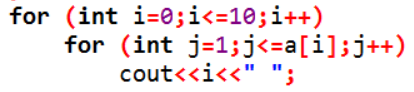 for (int i=0;i<=10;i++)
    for (int j=1;j<=a[i];j++)
        cout<<i<<" ";